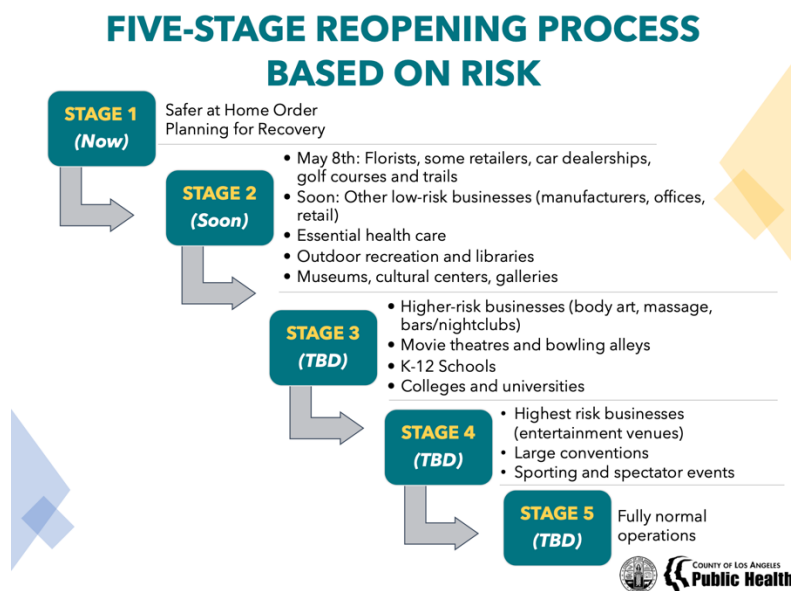 FIVE-STAGE REOPENING PROCESS
BASED ON RISK
STAGE 1
(Now)
Safer at Home Order
Planning for Recovery
STAGE 2
(Soon)
• May 8th: Florists, some retailers, car dealerships,
golf courses and trails
• Soon: Other low-risk businesses (manufacturers, offices,
retail)
• Essential health care
• Outdoor recreation and libraries
• Museums, cultural centers, galleries
STAGE 3
(TBD)
• Higher-risk businesses (body art, massage,
bars/nightclubs)
• Movie theatres and bowling alleys
• K-12 Schools
• Colleges and universities
STAGE 4
(TBD)
• Highest risk businesses
(entertainment venues)
• Large conventions
• Sporting and spectator events
STAGE 5
(TBD)
Fully normal
operations
COUNTY OF LOS ANGELES
Public Health